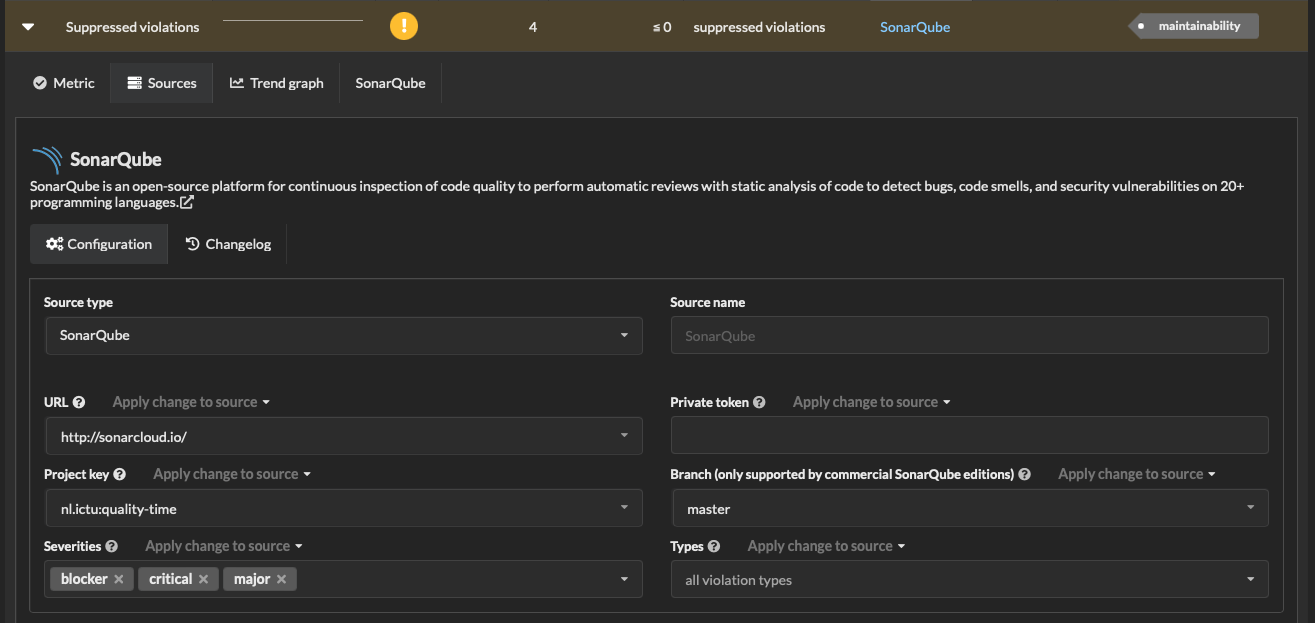 Suppressed violations 4 ≤ 0 suppressed violations SonarQube maintainability
Metric Sources Trend graph SonarQube
SonarQube
SonarQube is an open-source platform for continuous inspection of code quality to perform automatic reviews with static analysis of code to detect bugs, code smells, and security vulnerabilities on 20+
programming languages.
Configuration Changelog
Source type Source name
SonarQube SonarQube
URL Apply change to source Private token Apply change to source
http://sonarcloud.io/
Project key Apply change to source Branch (only supported by commercial SonarQube editions) Apply change to source
nl.ictu:quality-time master
Severities Apply change to source Types Apply change to source
blocker critical major all violation types